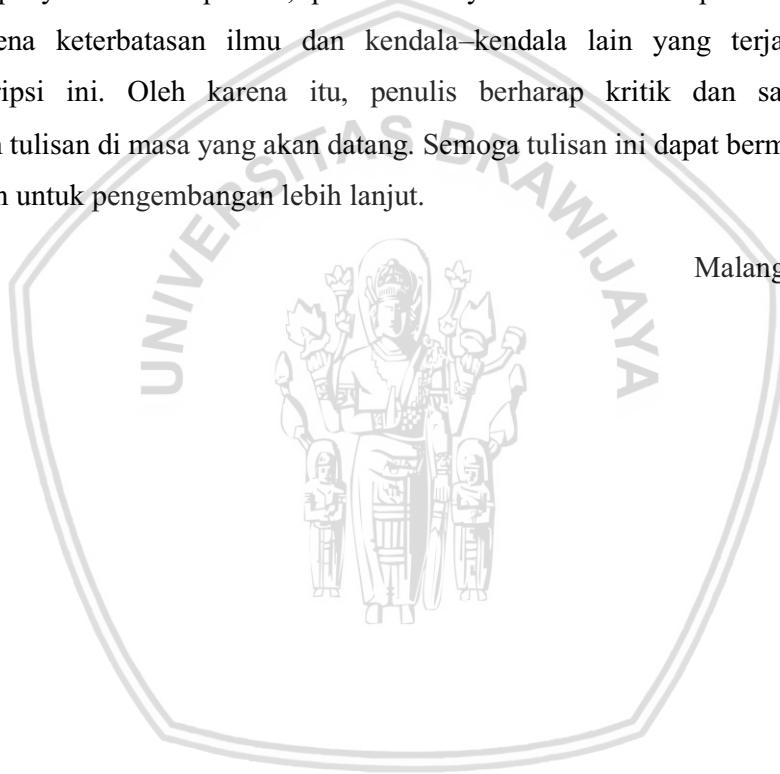 ena keterbatasan ilmu dan kendala–kendala lain yang terja
ripsi ini. Oleh karena itu, penulis berharap kritik dan sa
tulisan di masa yang akan datang. Semoga tulisan ini dapat berm
untuk pengembangan lebih lanjut.
Malang
UNIVERSITAS BRAWIJAYA